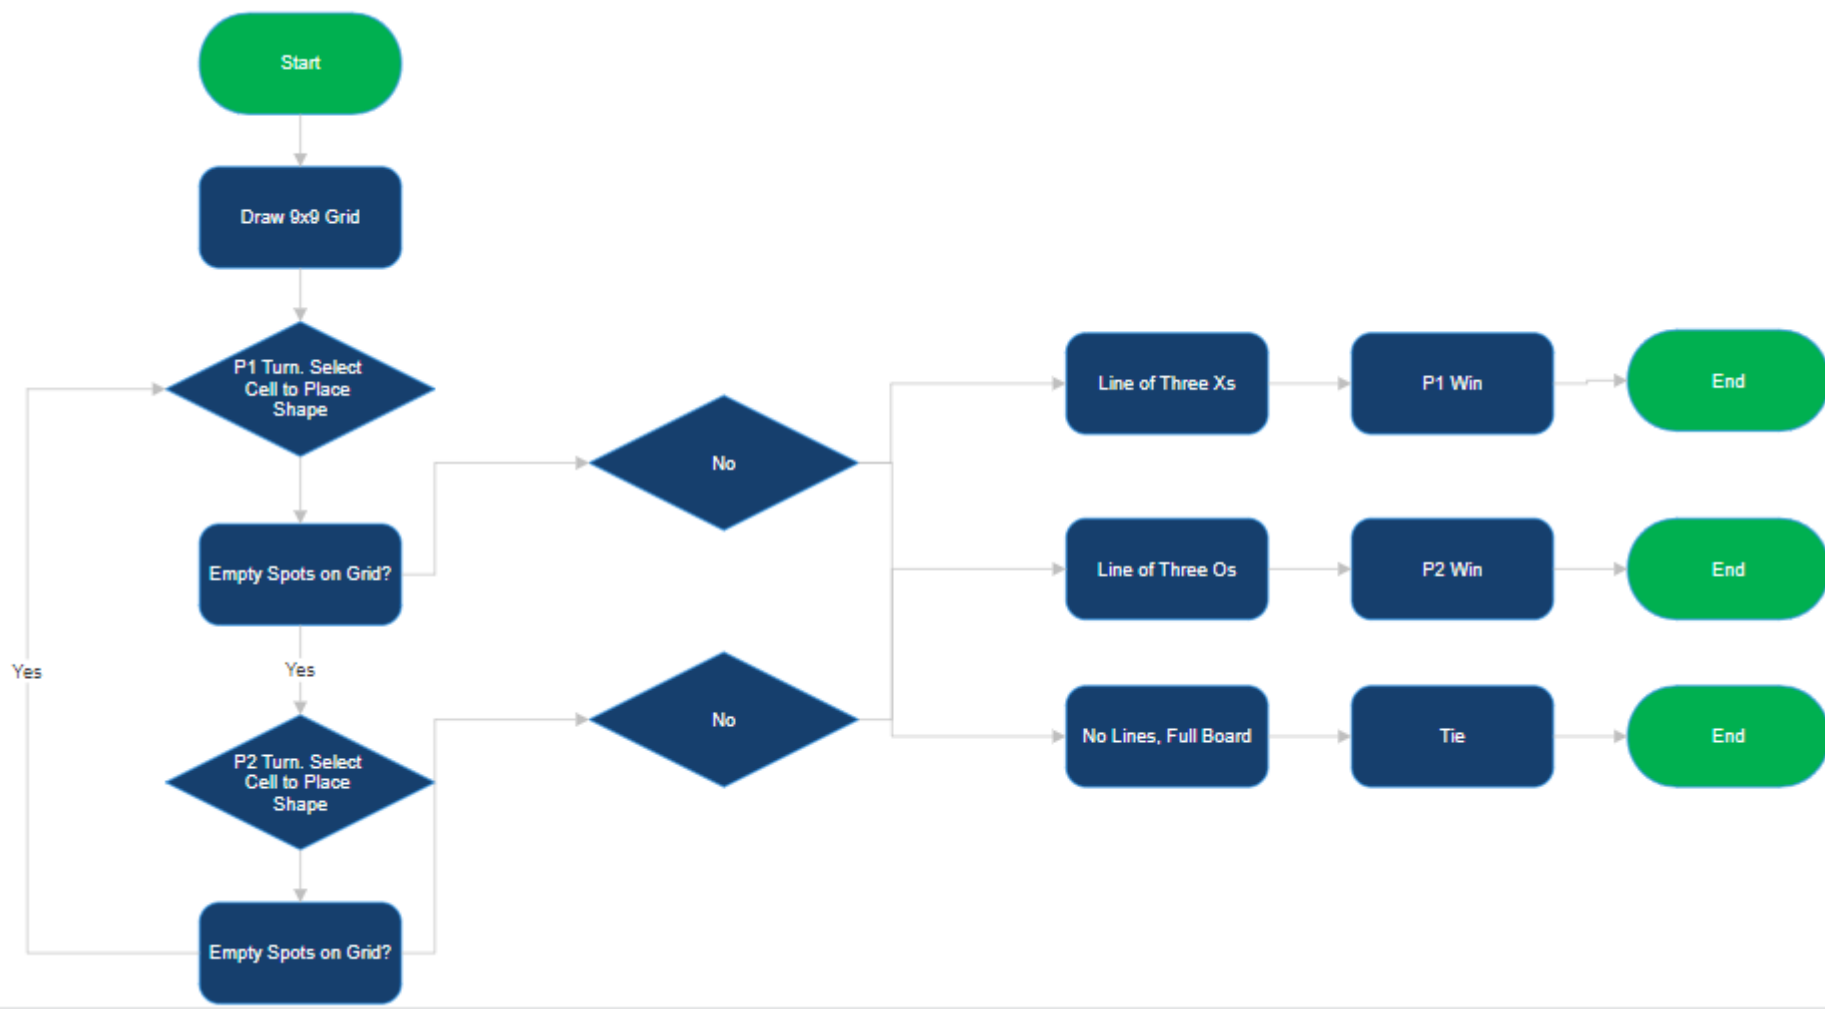 Start
Draw 9x9 Grid
P1 Turn. Select
Cell to Place
Shape
Empty Spots on Grid?
Yes
Yes
P2 Turn. Select
Cell to Place
Shape
Empty Spots on Grid?
No
No
Line of Three Xs
P1 Win
End
Line of Three Os
P2 Win
End
No Lines, Full Board
Tie
End